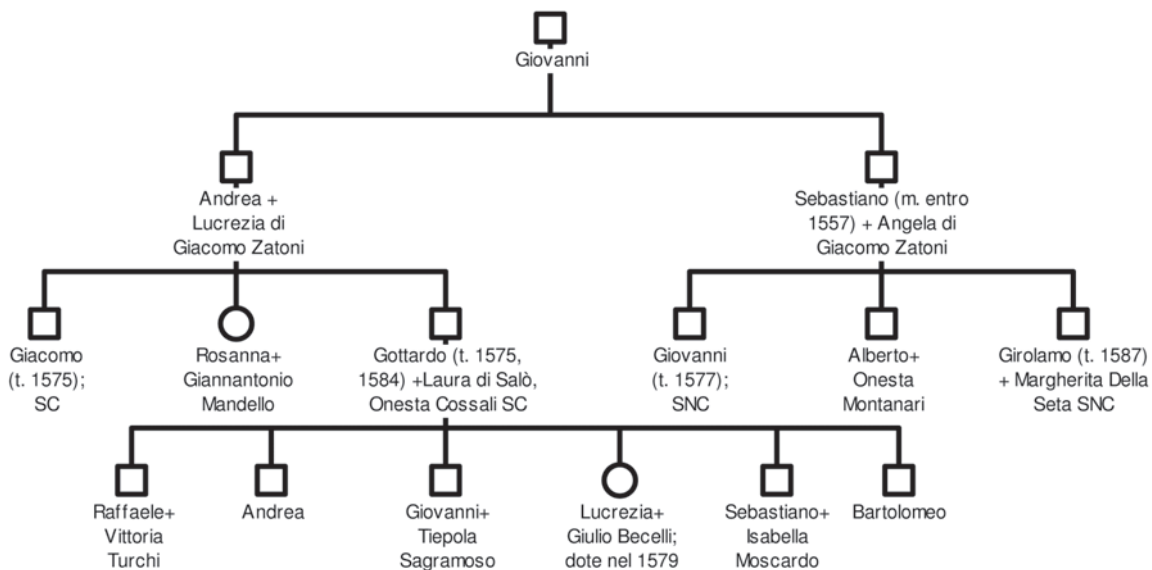 Giovanni
Andrea +
Lucrezia di
Giacomo Zatoni
Sebastiano (m. entro
1557) + Angela di
Giacomo Zatoni
Giacomo
(t. 1575);
SC
Rosanna+
Giannantonio
Mandello
Gottardo (t. 1575,
1584) +Laura di Salò,
Onesta Cossali SC
Giovanni
(t. 1577);
SNC
Alberto+
Onesta
Montanari
Girolamo (t. 1587)
+ Margherita Della
Seta SNC
Raffaele+
Vittoria
Turchi
Andrea
Giovanni+
Tiepola
Sagramoso
Lucrezia+
Giulio Becelli;
dote nel 1579
Sebastiano+
Isabella
Moscardo
Bartolomeo